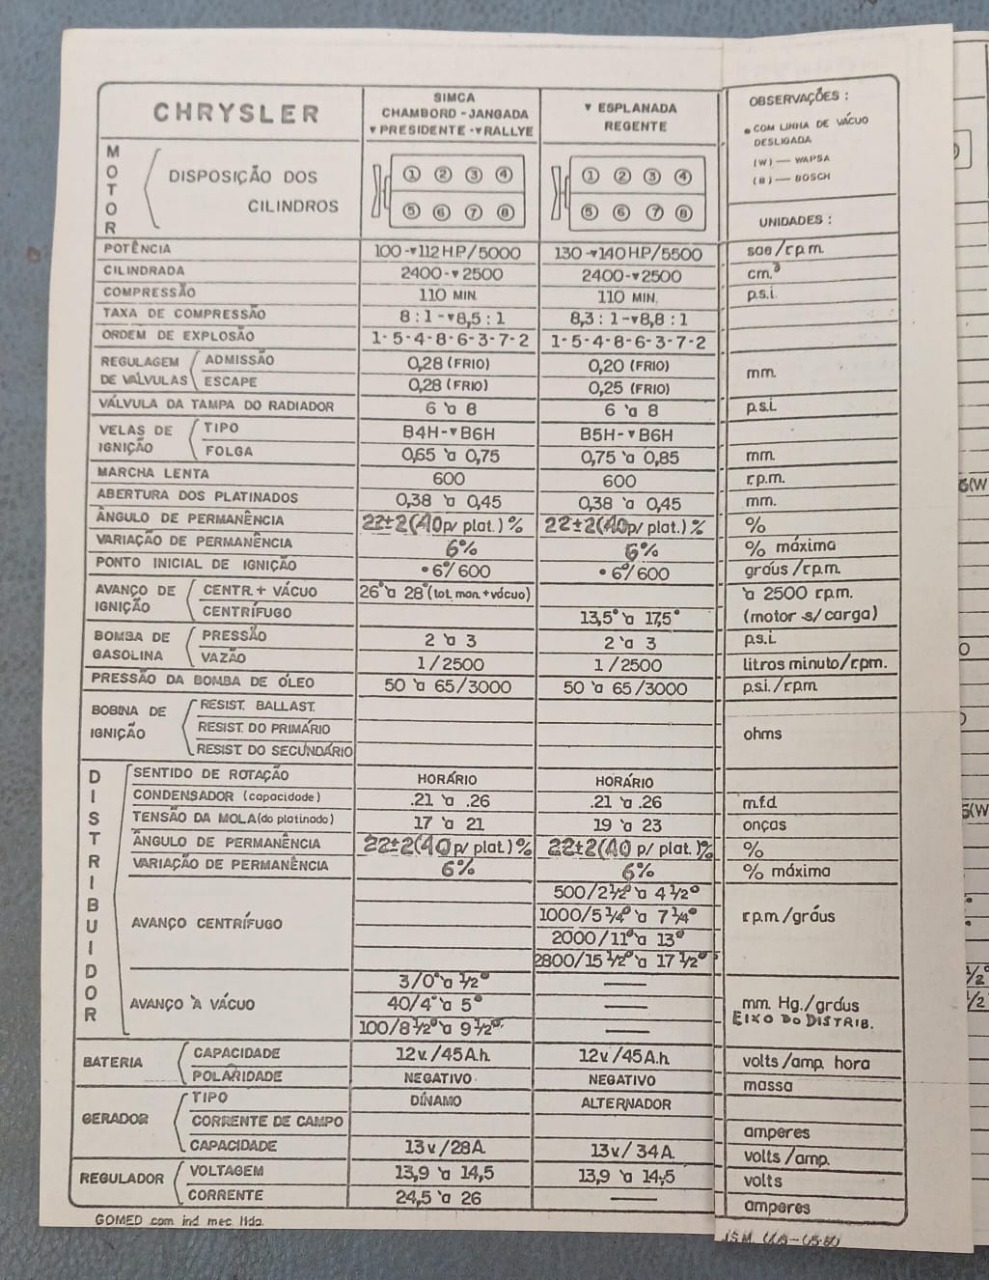 CHRYSLER
SIMCA
CHAMBORD - JANGADA
▼ PRESIDENTE - ▼ RALLYE
▼ ESPLANADA
REGENTE
OBSERVAÇÕES :
• COM LINHA DE VÁCUO
DESLIGADA
(W) — WAPSA
(B) — BOSCH
MOTOR
DISPOSIÇÃO DOS
CILINDROS
1 2 3 4
5 6 7 8
1 2 3 4
5 6 7 8
UNIDADES :
POTÊNCIA 100 - ▼112 H.P./5000 130 - ▼140 H.P./5500 sae/r.p.m.
CILINDRADA 2400 - ▼ 2500 2400 - ▼ 2500 cm.³
COMPRESSÃO 110 MIN. 110 MIN. p.s.i.
TAXA DE COMPRESSÃO 8 : 1 - ▼8,5 : 1 8,3 : 1 - ▼8,8 : 1
ORDEM DE EXPLOSÃO 1 - 5 - 4 - 8 - 6 - 3 - 7 - 2 1 - 5 - 4 - 8 - 6 - 3 - 7 - 2
REGULAGEM DE VÁLVULAS ADMISSÃO 0,28 (FRIO) 0,20 (FRIO) mm.
ESCAPE 0,28 (FRIO) 0,25 (FRIO)
VÁLVULA DA TAMPA DO RADIADOR 6 à 8 6 à 8 p.s.i.
VELAS DE IGNIÇÃO TIPO B4H - ▼ B6H B5H - ▼ B6H
FOLGA 0,65 à 0,75 0,75 à 0,85 mm.
MARCHA LENTA 600 600 r.p.m.
ABERTURA DOS PLATINADOS 0,38 à 0,45 0,38 à 0,45 mm.
ÂNGULO DE PERMANÊNCIA 22±2(40p/ plat.) % 22±2(40p/ plat.) % %
VARIAÇÃO DE PERMANÊNCIA 6% 6% % máxima
PONTO INICIAL DE IGNIÇÃO • 6°/600 • 6°/600 gráus/r.p.m.
AVANÇO DE IGNIÇÃO CENTR. + VÁCUO 26° à 28° (tot. man. + vácuo) à 2500 r.p.m.
CENTRÍFUGO 13,5° à 17,5° (motor s/carga)
BOMBA DE GASOLINA PRESSÃO 2 à 3 2 à 3 p.s.i.
VAZÃO 1/2500 1/2500 litros minuto/r.p.m.
PRESSÃO DA BOMBA DE ÓLEO 50 à 65/3000 50 à 65/3000 p.s.i./r.p.m.
BOBINA DE IGNIÇÃO RESIST. BALLAST.
RESIST. DO PRIMÁRIO ohms
RESIST. DO SECUNDÁRIO
DISTRIBUIDOR
SENTIDO DE ROTAÇÃO HORÁRIO HORÁRIO
CONDENSADOR (capacidade) .21 à .26 .21 à .26 m.f.d.
TENSÃO DA MOLA (do platinado) 17 à 21 19 à 23 onças
ÂNGULO DE PERMANÊNCIA 22±2(40 p/ plat.) % 22±2(40 p/ plat.) % %
VARIAÇÃO DE PERMANÊNCIA 6% 6% % máxima
AVANÇO CENTRÍFUGO 500/2½° à 4½° r.p.m/gráus
1000/5¼° à 7¼°
2000/11° à 13°
2800/15½° à 17½°
AVANÇO À VÁCUO 3/0° à ½° — mm. Hg./gráus
40/4° à 5° — EIXO DO DISTRIB.
100/8½° à 9½° —
BATERIA CAPACIDADE 12v./45A.h. 12v./45A.h. volts/amp. hora
POLARIDADE NEGATIVO NEGATIVO massa
GERADOR TIPO DÍNAMO ALTERNADOR
CORRENTE DE CAMPO amperes
CAPACIDADE 13v./28A. 13v./34A. volts/amp.
REGULADOR VOLTAGEM 13,9 à 14,5 13,9 à 14,5 volts
CORRENTE 24,5 à 26 — amperes
GOMED com. ind. mec. ltda.